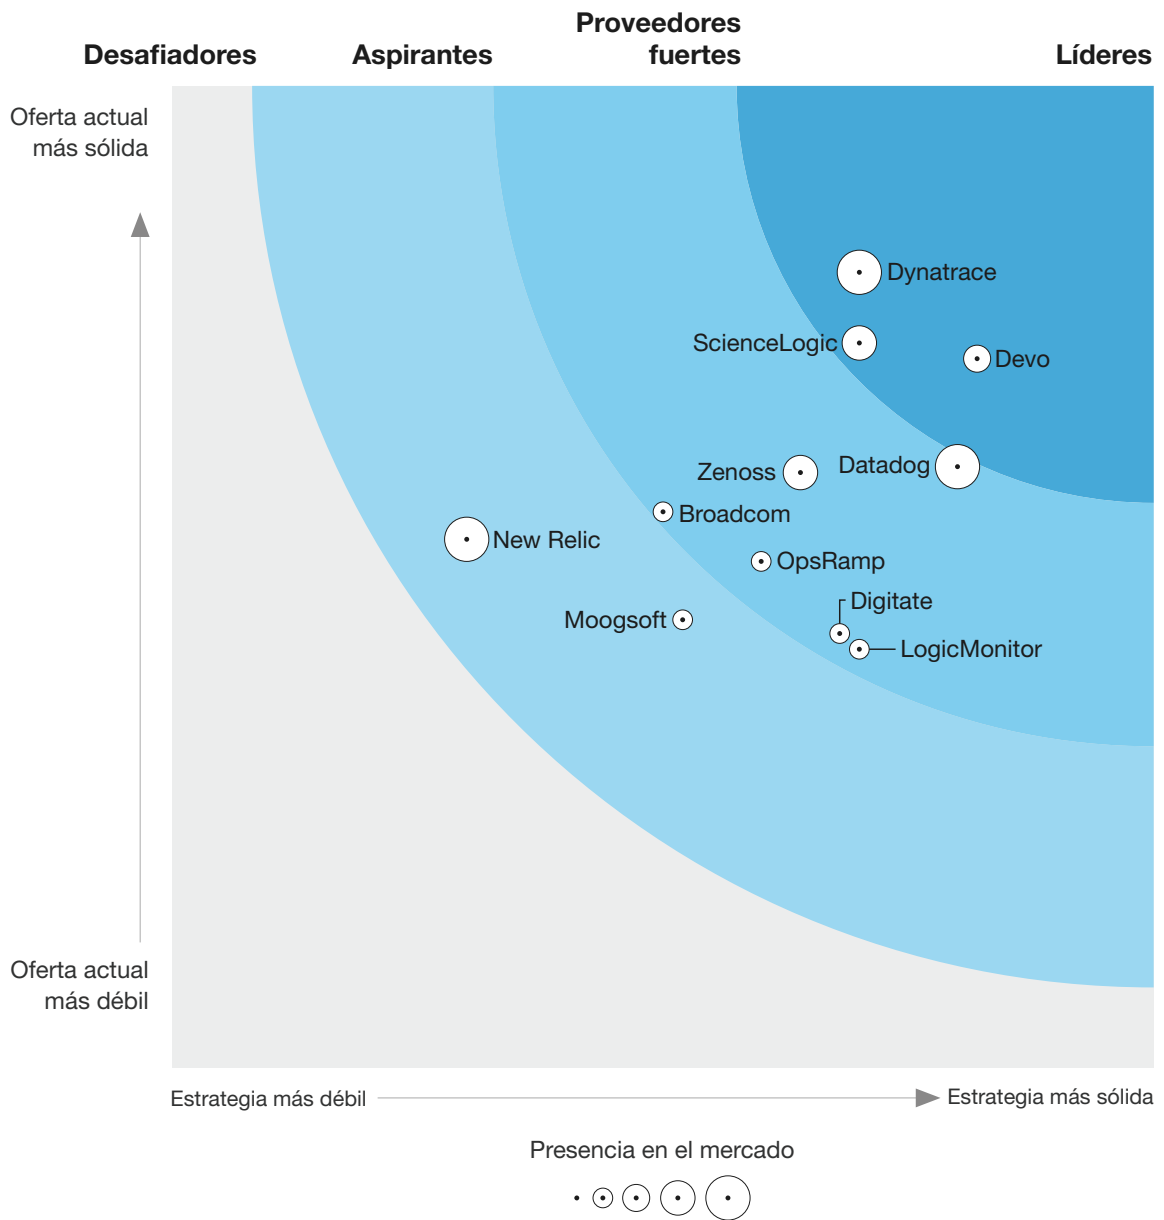 Desafiadores
Aspirantes
Proveedores
fuertes
Líderes
Oferta actual
más sólida
Dynatrace
ScienceLogic
Devo
Zenoss
Datadog
Broadcom
New Relic
OpsRamp
Digitate
Moogsoft
LogicMonitor
Oferta actual
más débil
Estrategia más débil
Estrategia más sólida
Presencia en el mercado